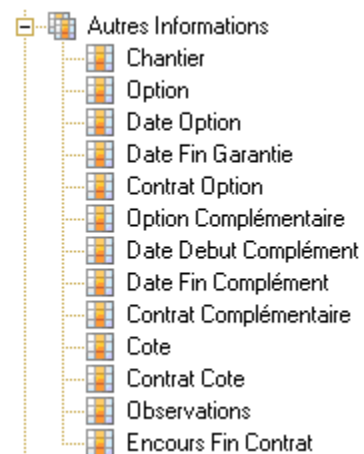 Autres Informations
Chantier
Option
Date Option
Date Fin Garantie
Contrat Option
Option Complémentaire
Date Debut Complément
Date Fin Complément
Contrat Complémentaire
Cote
Contrat Cote
Observations
Encours Fin Contrat